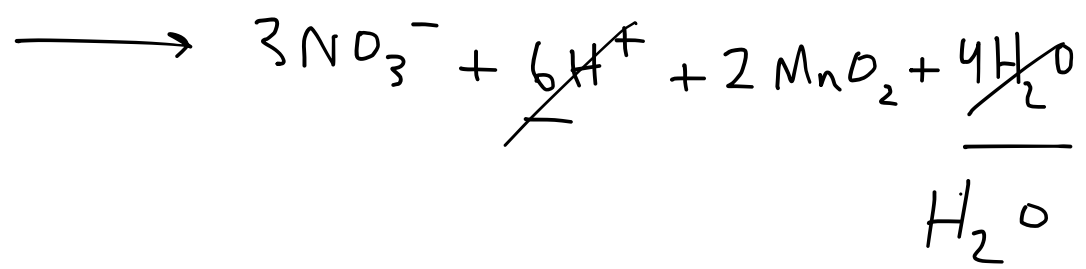 ⟶ 3NO₃⁻ + 6H⁺ + 2MnO₂ + 4H₂O
H₂O